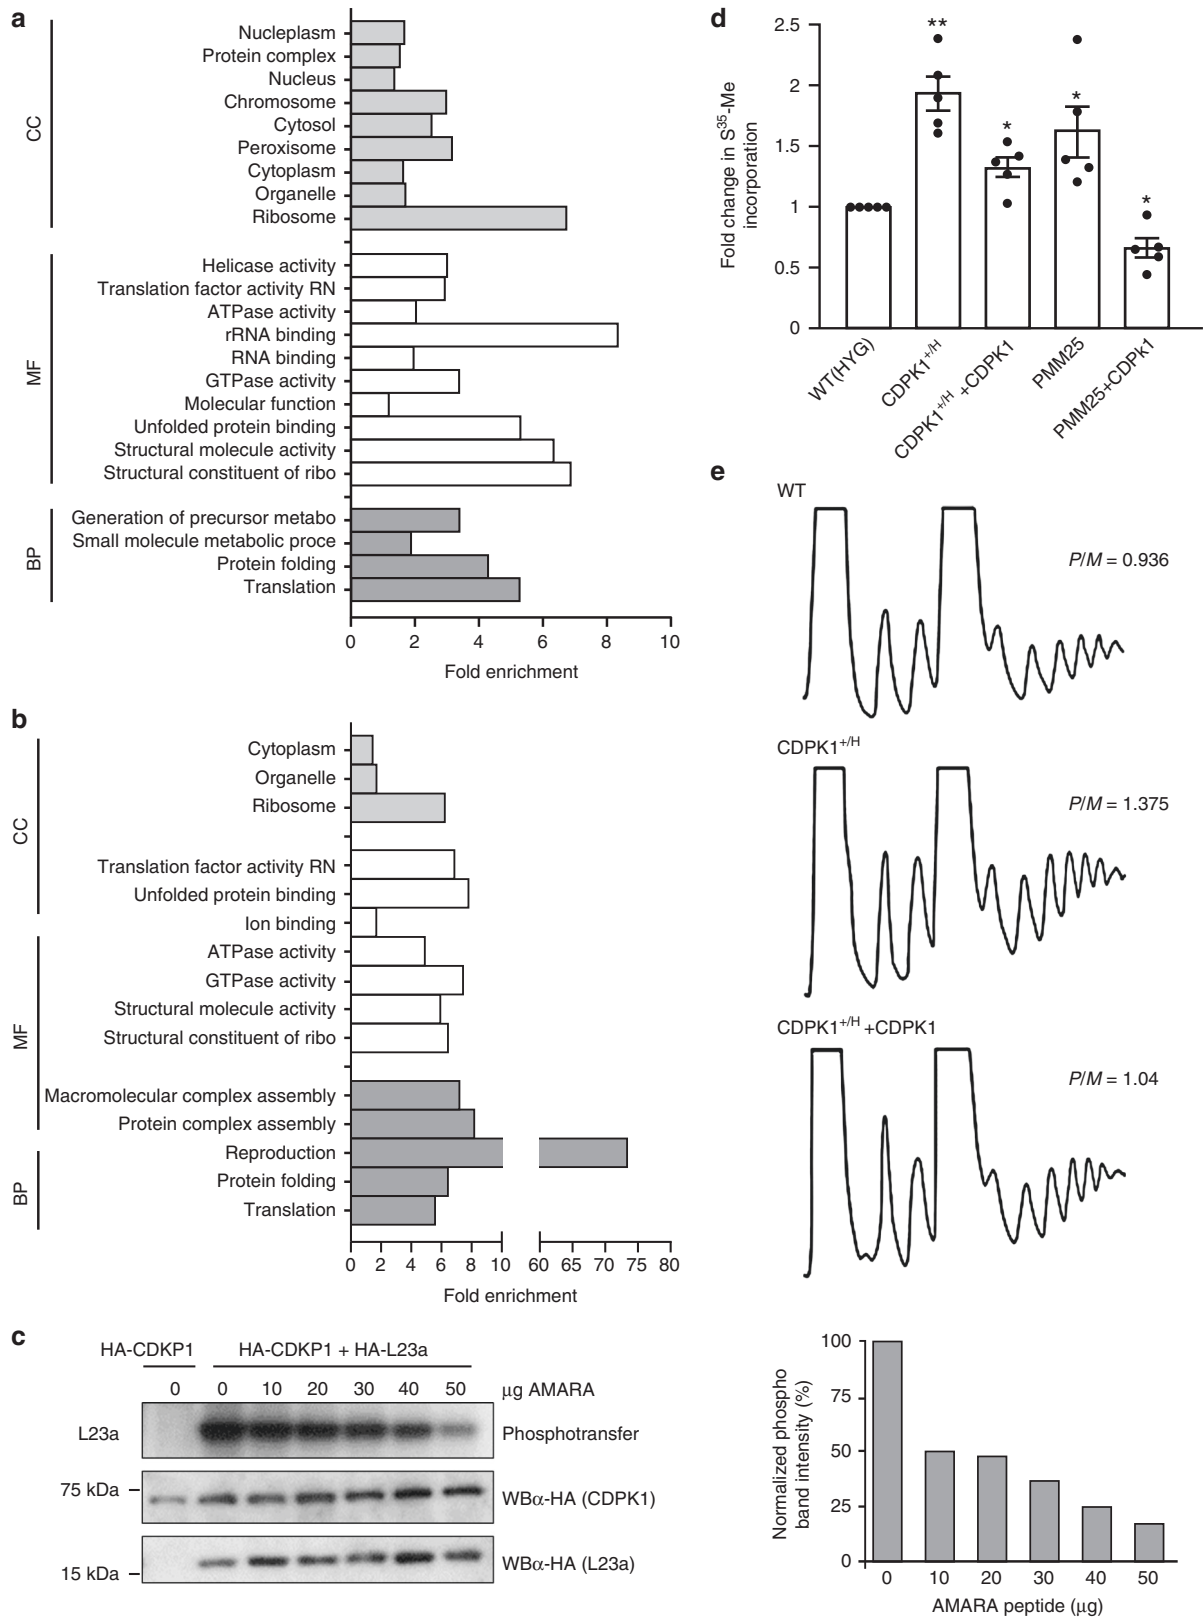 a
CC
Nucleplasm
Protein complex
Nucleus
Chromosome
Cytosol
Peroxisome
Cytoplasm
Organelle
Ribosome
MF
Helicase activity
Translation factor activity RN
ATPase activity
rRNA binding
RNA binding
GTPase activity
Molecular function
Unfolded protein binding
Structural molecule activity
Structural constituent of ribo
BP
Generation of precursor metabo
Small molecule metabolic proce
Protein folding
Translation
0 2 4 6 8 10
Fold enrichment
b
CC
Cytoplasm
Organelle
Ribosome
Translation factor activity RN
Unfolded protein binding
Ion binding
MF
ATPase activity
GTPase activity
Structural molecule activity
Structural constituent of ribo
Macromolecular complex assembly
Protein complex assembly
BP
Reproduction
Protein folding
Translation
0 2 4 6 8 10 60 65 70 75 80
Fold enrichment
c
HA-CDKP1 HA-CDKP1 + HA-L23a
0 0 10 20 30 40 50 μg AMARA
L23a Phosphotransfer
75 kDa WBα-HA (CDPK1)
15 kDa WBα-HA (L23a)
Normalized phospho
band intensity (%)
100
75
50
25
0
0 10 20 30 40 50
AMARA peptide (μg)
d
Fold change in S³⁵-Me
incorporation
2.5
2
1.5
1
0.5
0
**
*
*
*
WT(HYG)
CDPK1⁺/ᴴ
CDPK1⁺/ᴴ +CDPK1
PMM25
PMM25+CDPk1
e
WT
P/M = 0.936
CDPK1⁺/ᴴ
P/M = 1.375
CDPK1⁺/ᴴ +CDPK1
P/M = 1.04